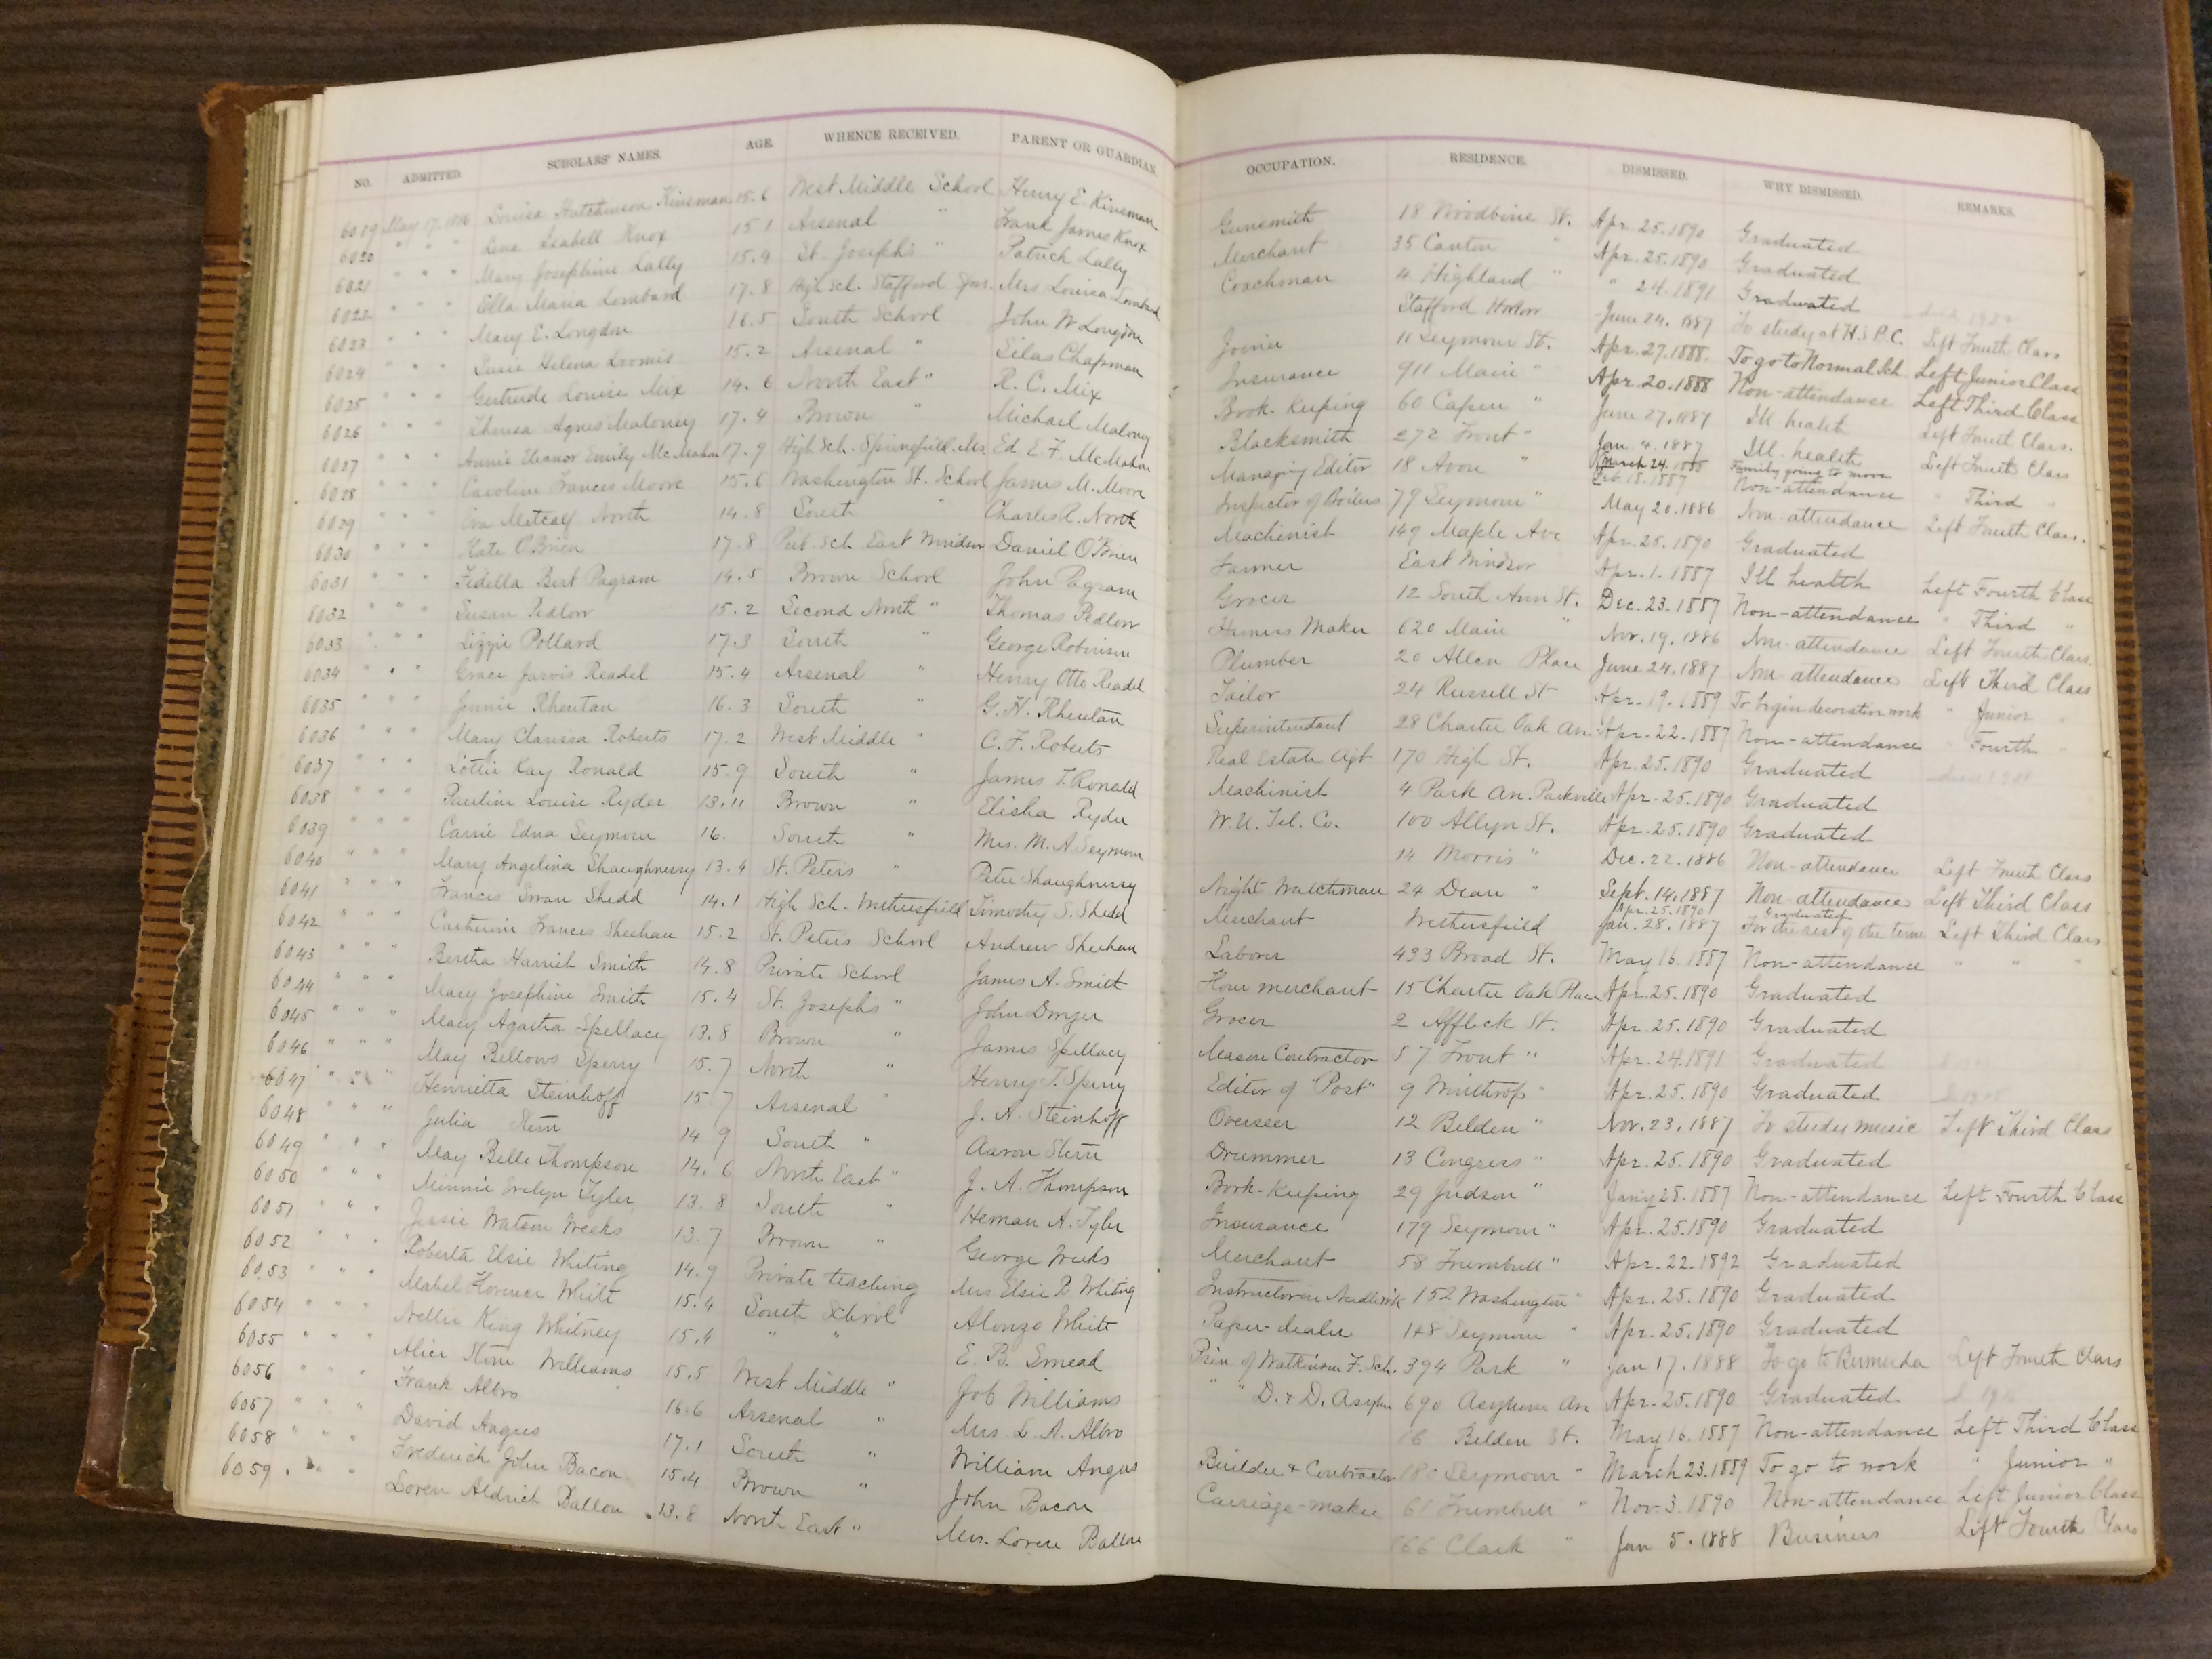 NO. ADMITTED. SCHOLARS' NAMES. AGE. WHENCE RECEIVED. PARENT OR GUARDIAN. OCCUPATION. RESIDENCE. DISMISSED. WHY DISMISSED. REMARKS.
6019 May 17. 1886 Louisa Hutchinson Kinsman 15.6 West Middle School Henry E. Kinsman Gunsmith 18 Woodbine St. Apr. 25. 1890 Graduated
6020 " " " Lena Isabell Knox 15 1 Arsenal " Frank James Knox Merchant 35 Canton " Apr. 25. 1890 Graduated
6021 " " " Mary Josephine Lally 15.9 St. Joseph's " Patrick Lally Coachman 4 Highland " " 24. 1891 Graduated
6022 " " " Ella Maria Lombard 17.8 High Sch. Stafford Mrs Louisa Lombard Stafford June 24. 1887 To study at H.S.P.C. Left Fourth Class
6023 " " " Mary E. Longdon 16.5 South School John W Longdon Joiner 11 Seymour St. Apr. 27. 1888. To go to Normal Sch. Left Junior Class
6024 " " " Susie Helena Loomis 15.2 Arsenal " Silas Chapman Insurance 911 Main " Apr. 20. 1888 Non-attendance Left Third Class
6025 " " " Gertrude Louise Mix 14.6 North East " R. C. Mix Book-Keeping 60 Capen " June 27. 1887 Ill health Left Fourth Class.
6026 " " " Theresa Agnes Maloney 17.4 Brown " Michael Maloney Blacksmith 272 Front " Jan. 4. 1887 Ill. health Left Fourth Class
6027 " " " Annie Eleanor Emily McMahon 17.9 High Sch. Springfield. Ms. Ed. E. F. McMahon Managing Editor 18 Avon " March 24. 1888 Family going to move
6028 " " " Caroline Frances Moore 15.6 Washington St. School James M. Moore Inspector of Boilers 79 Seymour " Feb. 18. 1887 Non-attendance " Third "
6029 " " " Eva Metcalf North 14.8 South " Charles R. North Machinist 149 Maple Ave May 20. 1886 Non-attendance Left Fourth Class.
6030 " " " Kate O'Brien 17.8 Pub. Sch. East Windsor Daniel O'Brien Farmer East Windsor Apr. 25. 1890 Graduated
6031 " " " Fidella Bert Pagram 14.5 Brown School John Pagram Grocer 12 South Ann St. Apr. 1. 1887 Ill health Left Fourth Class
6032 " " " Susan Pedlow 15.2 Second North " Thomas Pedlow Harness Maker 620 Main " Dec. 23. 1887 Non-attendance " Third "
6033 " " " Lizzie Pollard 17.3 South " George Robinson Plumber 20 Allen Place Nov. 19. 1886 Non-attendance Left Fourth Class.
6034 " " " Grace Jarvis Readel 15.4 Arsenal " Henry Otto Readel Tailor 24 Russell St June 24. 1887 Non-attendance Left Third Class
6035 " " " Jennie Rheutan 16.3 South " G. H. Rheutan Superintendent 28 Charter Oak Av. Apr. 19. 1889 To begin decorative work " Junior "
6036 " " " Mary Clarissa Roberts 17.2 West Middle " C. F. Roberts Real Estate Agt 170 High St. Apr. 22. 1887 Non-attendance " Fourth "
6037 " " " Lottie Kay Ronald 15.9 South " James T. Ronald Machinist 4 Park Av. Parkville Apr. 25. 1890 Graduated
6038 " " " Pauline Louise Ryder 13.11 Brown " Elisha Ryder W. U. Tel. Co. 100 Allyn St. Apr. 25. 1890 Graduated
6039 " " " Carrie Edna Seymour 16. South " Mrs. M. A. Seymour 14 Morris " Apr. 25. 1890 Graduated
6040 " " " Mary Angelina Shaughnessy 13.4 St. Peters " Peter Shaughnessy Night Watchman 24 Dean " Dec. 22. 1886 Non-attendance Left Fourth Class
6041 " " " Francis Swan Shedd 14.1 High Sch. Wethersfield Timothy S. Shedd Merchant Wethersfield Sept. 14. 1887 Non attendance Left Third Class
Apr. 25. 1890 Graduated
6042 " " " Catherine Frances Sheehan 15.2 St. Peters School Andrew Sheehan Laborer 433 Broad St. Jan. 28. 1887 For the rest of the term Left Third Class
6043 " " " Bertha Harriet Smith 14.8 Private School James A. Smith Flour merchant 15 Charter Oak Place May 16. 1887 Non-attendance " " "
6044 " " " Mary Josephine Smith 15.4 St. Joseph's " John Dwyer Grocer 2 Affleck St. Apr. 25. 1890 Graduated
6045 " " " Mary Agatha Spellacy 13.8 Brown " James Spellacy Mason Contractor 57 Front " Apr. 25. 1890 Graduated
6046 " " " May Bellows Sperry 15.7 North " Henry T. Sperry Editor of "Post" 9 Winthrop " Apr. 24. 1891 Graduated
6047 " " " Henrietta Steinhoff 15 7 Arsenal " J. A. Steinhoff Overseer 12 Belden " Apr. 25. 1890 Graduated
6048 " " " Julia Stern 14 9 South " Aaron Stern Drummer 13 Congress " Nov. 23. 1887 To study music Left Third Class
6049 " " " May Belle Thompson 14.6 North East " J. A. Thompson Book-Keeping 29 Judson " Apr. 25. 1890 Graduated
6050 " " " Minnie Evelyn Tyler 13.8 South " Heman A. Tyler Insurance 179 Seymour " Jan'y 28. 1887 Non-attendance Left Fourth Class
6051 " " " Jessie Watson Weeks 13.7 Brown " George Weeks Merchant 58 Trumbull " Apr. 25. 1890 Graduated
6052 " " " Roberta Elsie Whiting 14.9 Private teaching Mrs Elsie B Whiting Instructor in Needlework 152 Washington " Apr. 22. 1892 Graduated
6053 " " " Mabel Florence White 15.4 South School Alonzo White Paper-dealer 148 Seymour " Apr. 25. 1890 Graduated
6054 " " " Nellie King Whitney 15.4 " " E. B. Smead Prin. of Watkinson F. Sch. 394 Park " Apr. 25. 1890 Graduated
6055 " " " Alice Stone Williams 15.5 West Middle " Job Williams " " D. & D. Asylum 690 Asylum Av Jan 17. 1888 To go to Bermuda Left Fourth Class
6056 " " " Frank Albro 16.6 Arsenal " Mrs. L. A. Albro 16 Belden St. Apr. 25. 1890 Graduated.
6057 " " " David Angus 17.1 South " William Angus Builder & Contractor 180 Seymour " May 16. 1887 Non-attendance Left Third Class
6058 " " " Frederick John Bacon 15.4 Brown " John Bacon Carriage-maker 61 Trumbull " March 23. 1889 To go to work " Junior "
6059 " " " Loren Aldrich Ballou 13.8 North East " Mrs. Loren Ballou 66 Clark " Nov. 3. 1890 Non-attendance Left Junior Class
Jan 5. 1888 Business Left Fourth Class